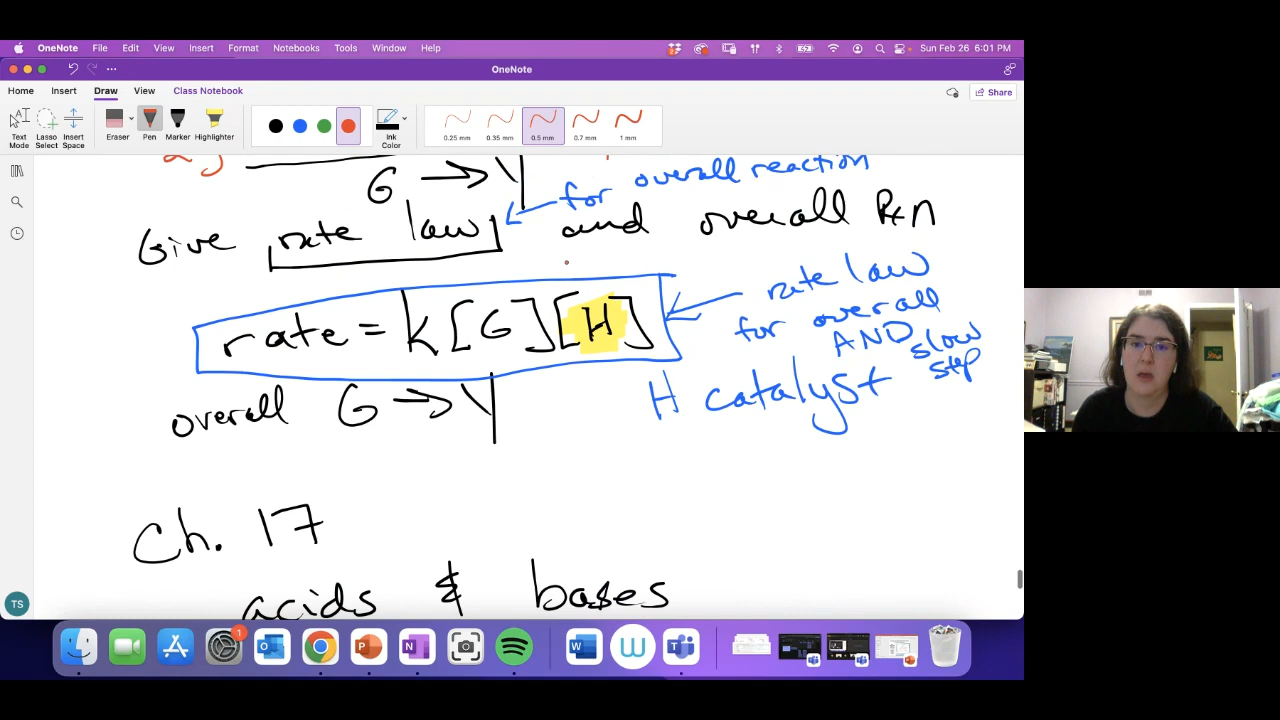 OneNote File Edit View Insert Format Notebooks Tools Window Help Sun Feb 26 6:01 PM
OneNote
Home Insert Draw View Class Notebook Share
Text Mode Lasso Select Insert Space Eraser Pen Marker Highlighter Ink Color 0.25 mm 0.35 mm 0.5 mm 0.7 mm 1 mm
for overall reaction
G → Y
Give rate law and overall Rxn
rate = k[G][H]
rate law
for overall
AND slow
step
H catalyst
overall G → Y
Ch. 17
acids & bases
TS
1